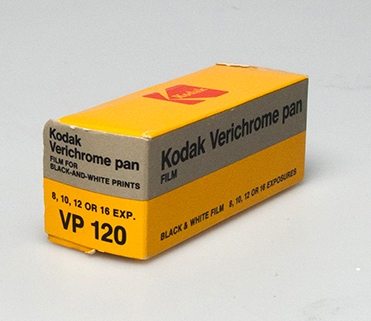 Kodak
Kodak
Verichrome pan
FILM FOR
BLACK-AND-WHITE PRINTS
8, 10, 12 OR 16 EXP.
VP 120
Kodak Verichrome pan
FILM
BLACK & WHITE FILM 8, 10, 12 OR 16 EXPOSURES